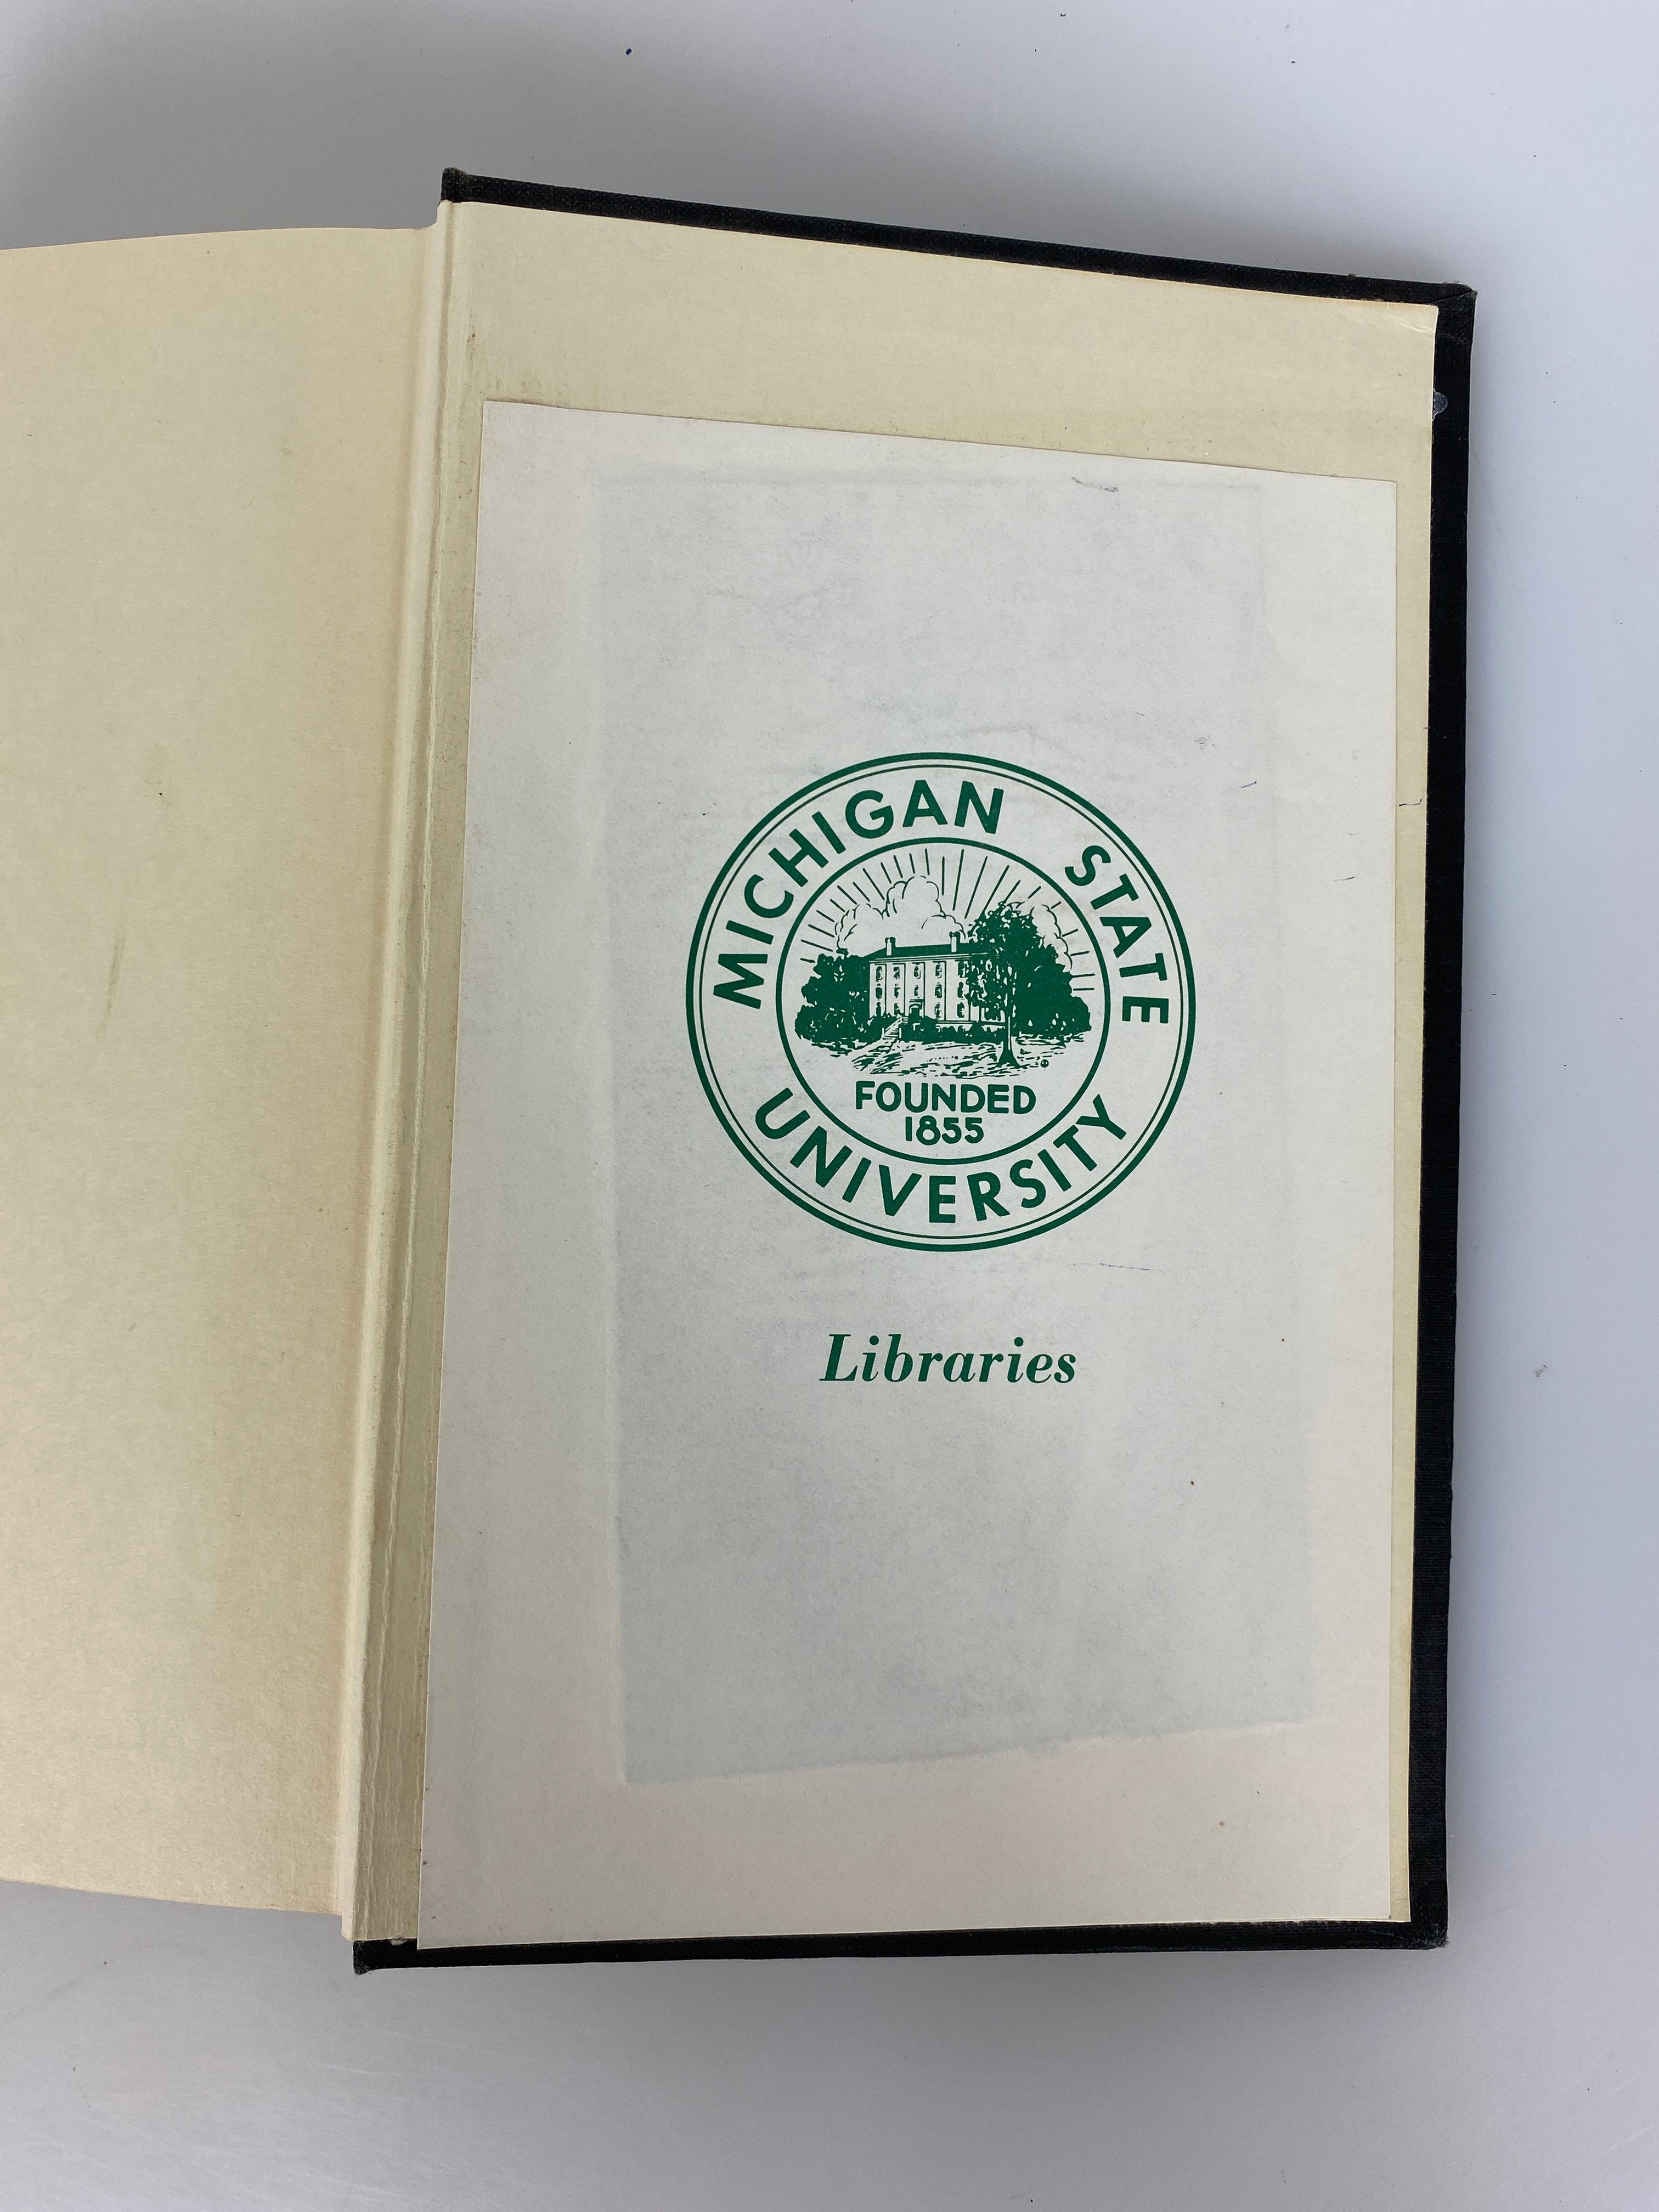 MICHIGAN STATE
UNIVERSITY
FOUNDED
1855
Libraries